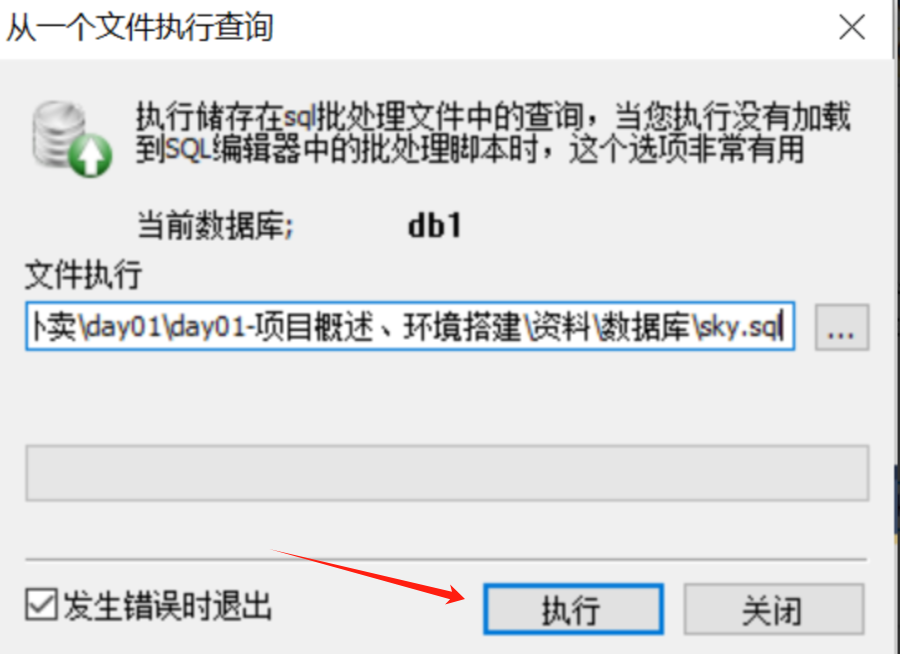 从一个文件执行查询
执行储存在sql批处理文件中的查询，当您执行没有加载
到SQL编辑器中的批处理脚本时，这个选项非常有用
当前数据库; db1
文件执行
卖\day01\day01-项目概述、环境搭建\资料\数据库\sky.sql
...
发生错误时退出
执行
关闭